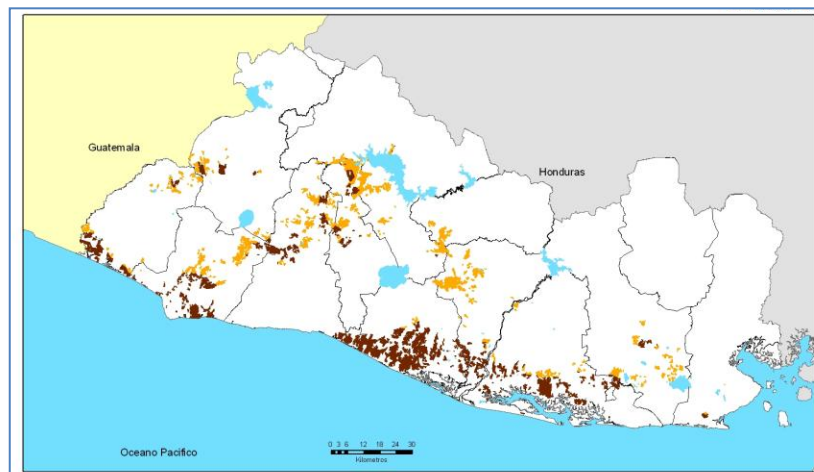 Guatemala
Honduras
Oceano Pacifico
0 3 6 12 18 24 30
Kilometros